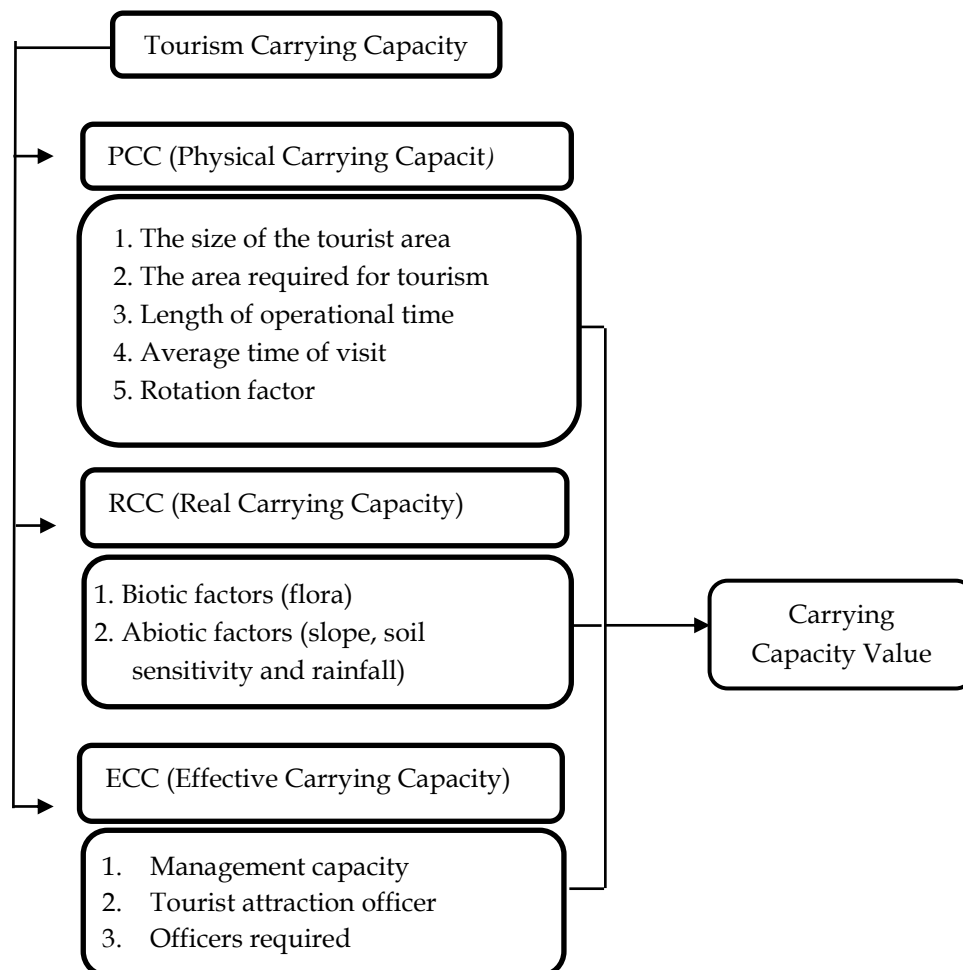 Tourism Carrying Capacity
PCC (Physical Carrying Capacit)
1. The size of the tourist area
2. The area required for tourism
3. Length of operational time
4. Average time of visit
5. Rotation factor
RCC (Real Carrying Capacity)
1. Biotic factors (flora)
2. Abiotic factors (slope, soil
sensitivity and rainfall)
Carrying
Capacity Value
ECC (Effective Carrying Capacity)
1. Management capacity
2. Tourist attraction officer
3. Officers required